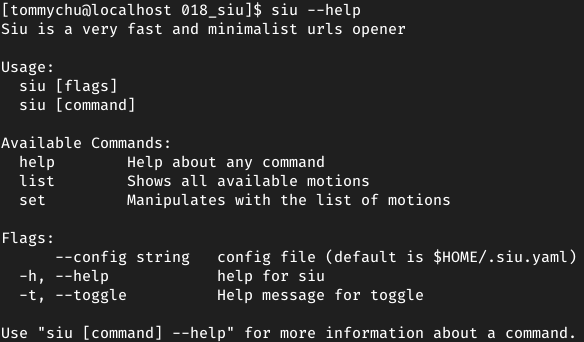 [tommychu@localhost 018_siu]$ siu --help
Siu is a very fast and minimalist urls opener

Usage:
  siu [flags]
  siu [command]

Available Commands:
  help        Help about any command
  list        Shows all available motions
  set         Manipulates with the list of motions

Flags:
      --config string   config file (default is $HOME/.siu.yaml)
  -h, --help            help for siu
  -t, --toggle          Help message for toggle

Use "siu [command] --help" for more information about a command.